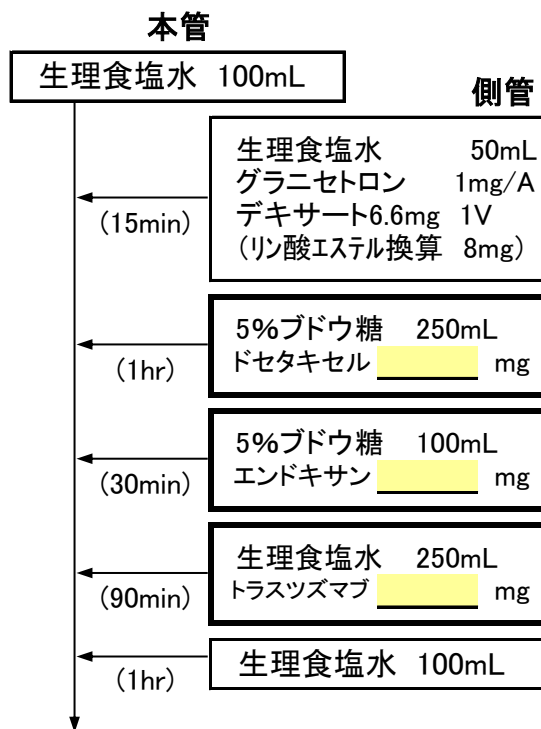 本管
生理食塩水 100mL
側管
生理食塩水 50mL
グラニセトロン 1mg/A
デキサート6.6mg 1V
(リン酸エステル換算 8mg)
(15min)
5%ブドウ糖 250mL
ドセタキセル mg
(1hr)
5%ブドウ糖 100mL
エンドキサン mg
(30min)
生理食塩水 250mL
トラスツズマブ mg
(90min)
生理食塩水 100mL
(1hr)